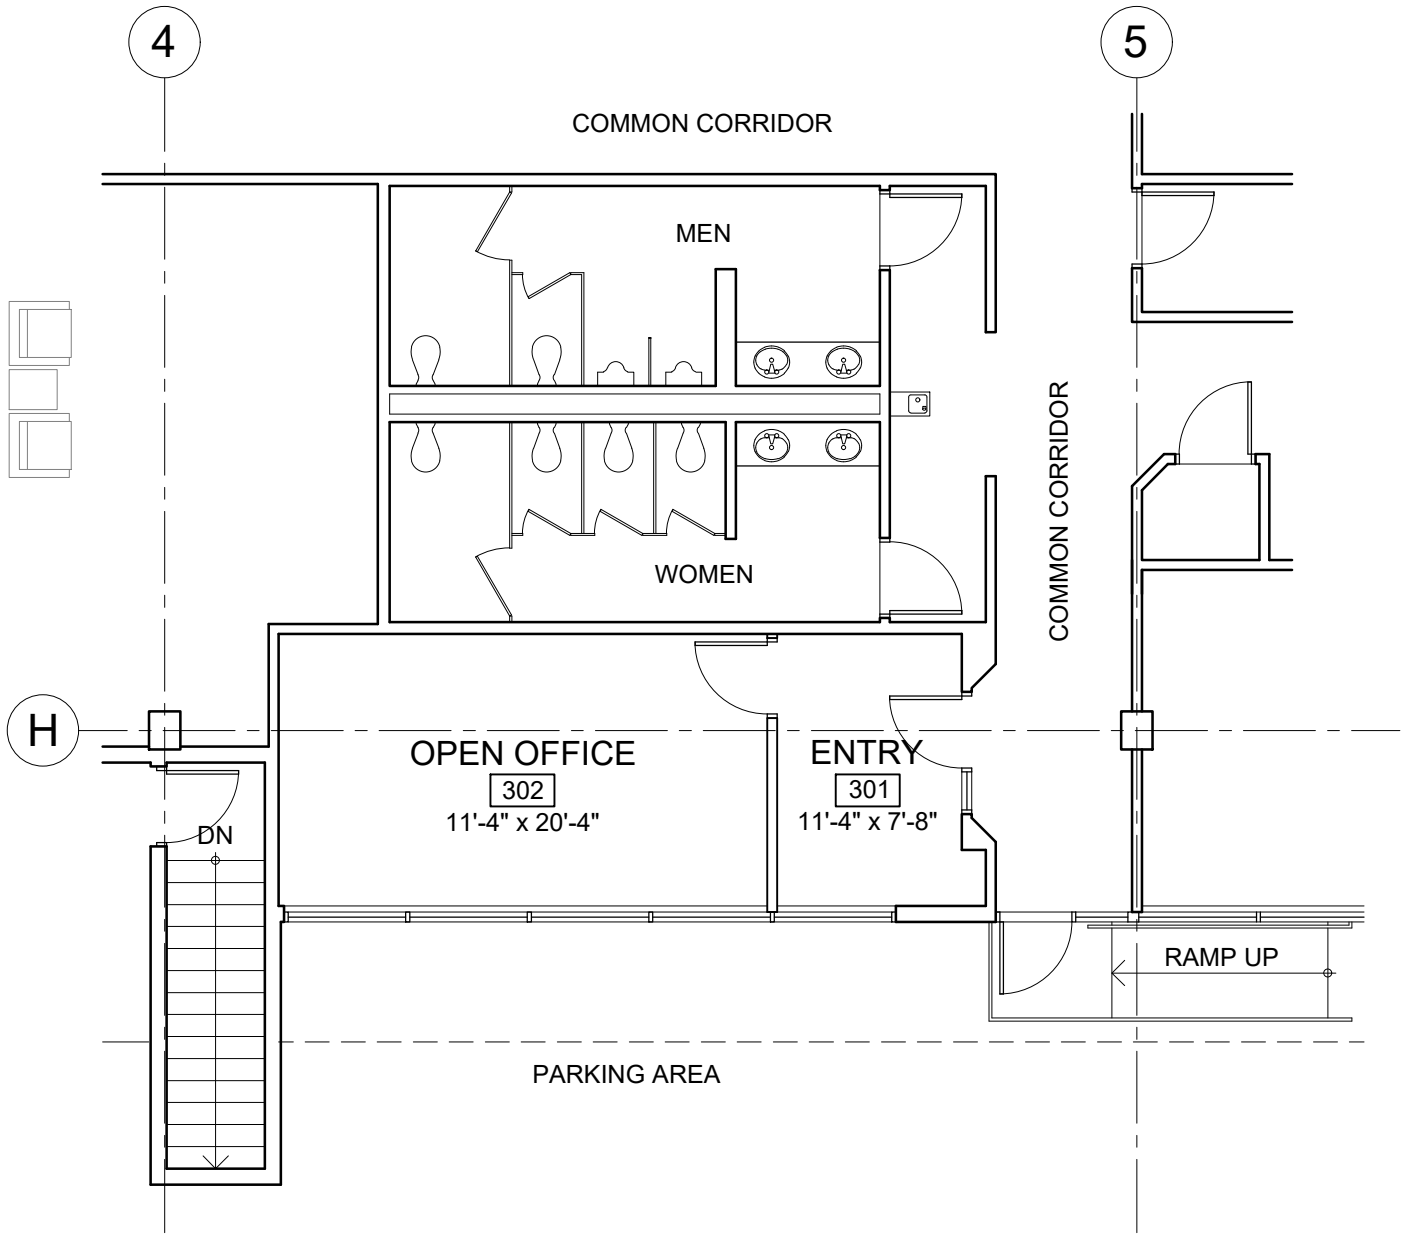 4
5
COMMON CORRIDOR
MEN
COMMON CORRIDOR
WOMEN
H
OPEN OFFICE
302
11'-4" x 20'-4"
ENTRY
301
11'-4" x 7'-8"
DN
RAMP UP
PARKING AREA